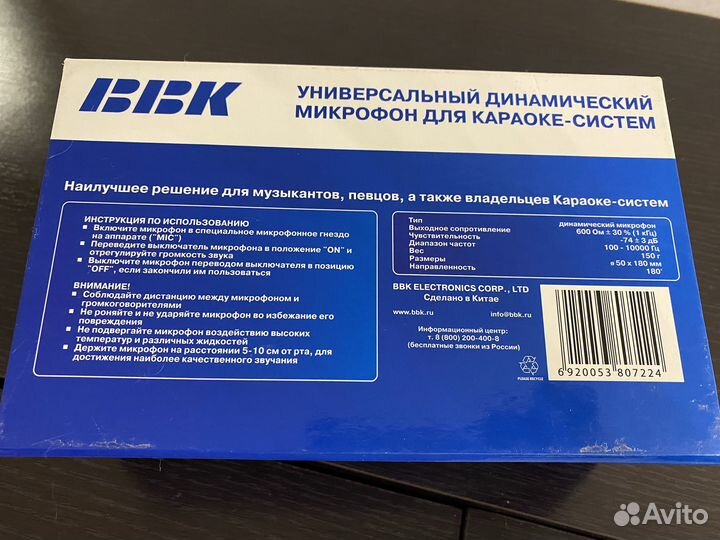 BBK
УНИВЕРСАЛЬНЫЙ ДИНАМИЧЕСКИЙ
МИКРОФОН ДЛЯ КАРАОКЕ-СИСТЕМ
Наилучшее решение для музыкантов, певцов, а также владельцев Караоке-систем
ИНСТРУКЦИЯ ПО ИСПОЛЬЗОВАНИЮ
Включите микрофон в специальное микрофонное гнездо
на аппарате ("MIC")
Переведите выключатель микрофона в положение "ON" и
отрегулируйте громкость звука
Выключите микрофон переводом выключателя в позицию
"OFF", если закончили им пользоваться
ВНИМАНИЕ!
Соблюдайте дистанцию между микрофоном и
громкоговорителями
Не роняйте и не ударяйте микрофон во избежание его
повреждения
Не подвергайте микрофон воздействию высоких
температур и различных жидкостей
Держите микрофон на расстоянии 5-10 см от рта, для
достижения наиболее качественного звучания
Тип динамический микрофон
Выходное сопротивление 600 Ом ± 30 % (1 кГц)
Чувствительность -74 ± 3 дБ
Диапазон частот 100 - 10000 Гц
Вес 150 г
Размеры ø 50 x 180 мм
Направленность 180°
BBK ELECTRONICS CORP., LTD
Сделано в Китае
www.bbk.ru info@bbk.ru
Информационный центр:
т. 8 (800) 200-400-8
(бесплатные звонки из России)
PLEASE RECYCLE
6 920053 807224
Avito